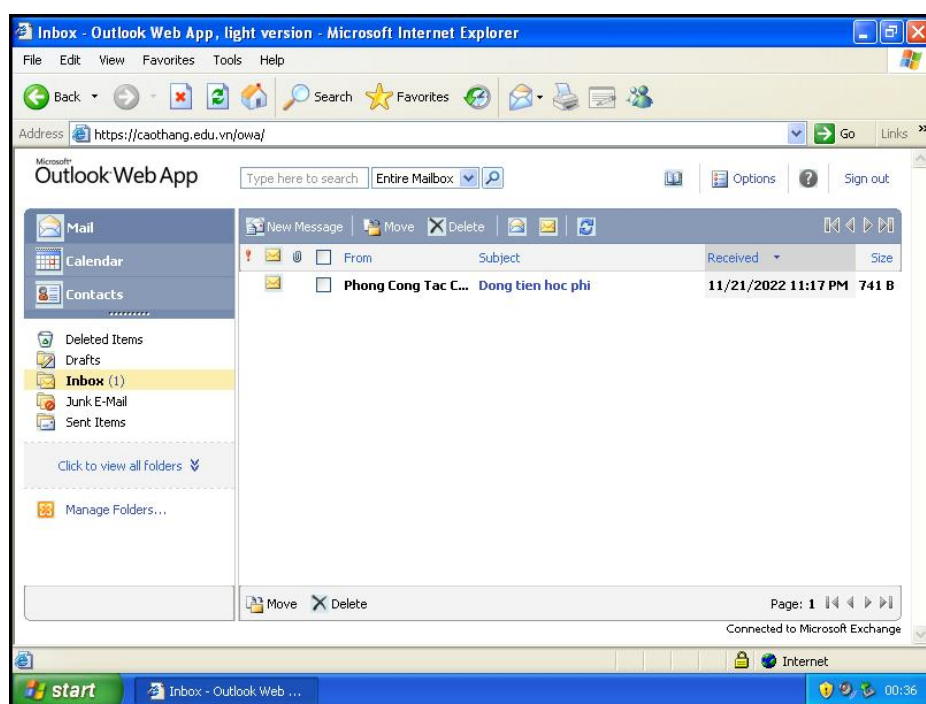 Inbox - Outlook Web App, light version - Microsoft Internet Explorer
File Edit View Favorites Tools Help
Back Search Favorites
Address https://caothang.edu.vn/owa/ Go Links »
Microsoft
Outlook Web App Type here to search Entire Mailbox Options Sign out
Mail
Calendar
Contacts
Deleted Items
Drafts
Inbox (1)
Junk E-Mail
Sent Items
Click to view all folders
Manage Folders...
New Message Move Delete
From Subject Received Size
Phong Cong Tac C... Dong tien hoc phi 11/21/2022 11:17 PM 741 B
Move Delete Page: 1
Connected to Microsoft Exchange
Internet
start Inbox - Outlook Web ... 00:36